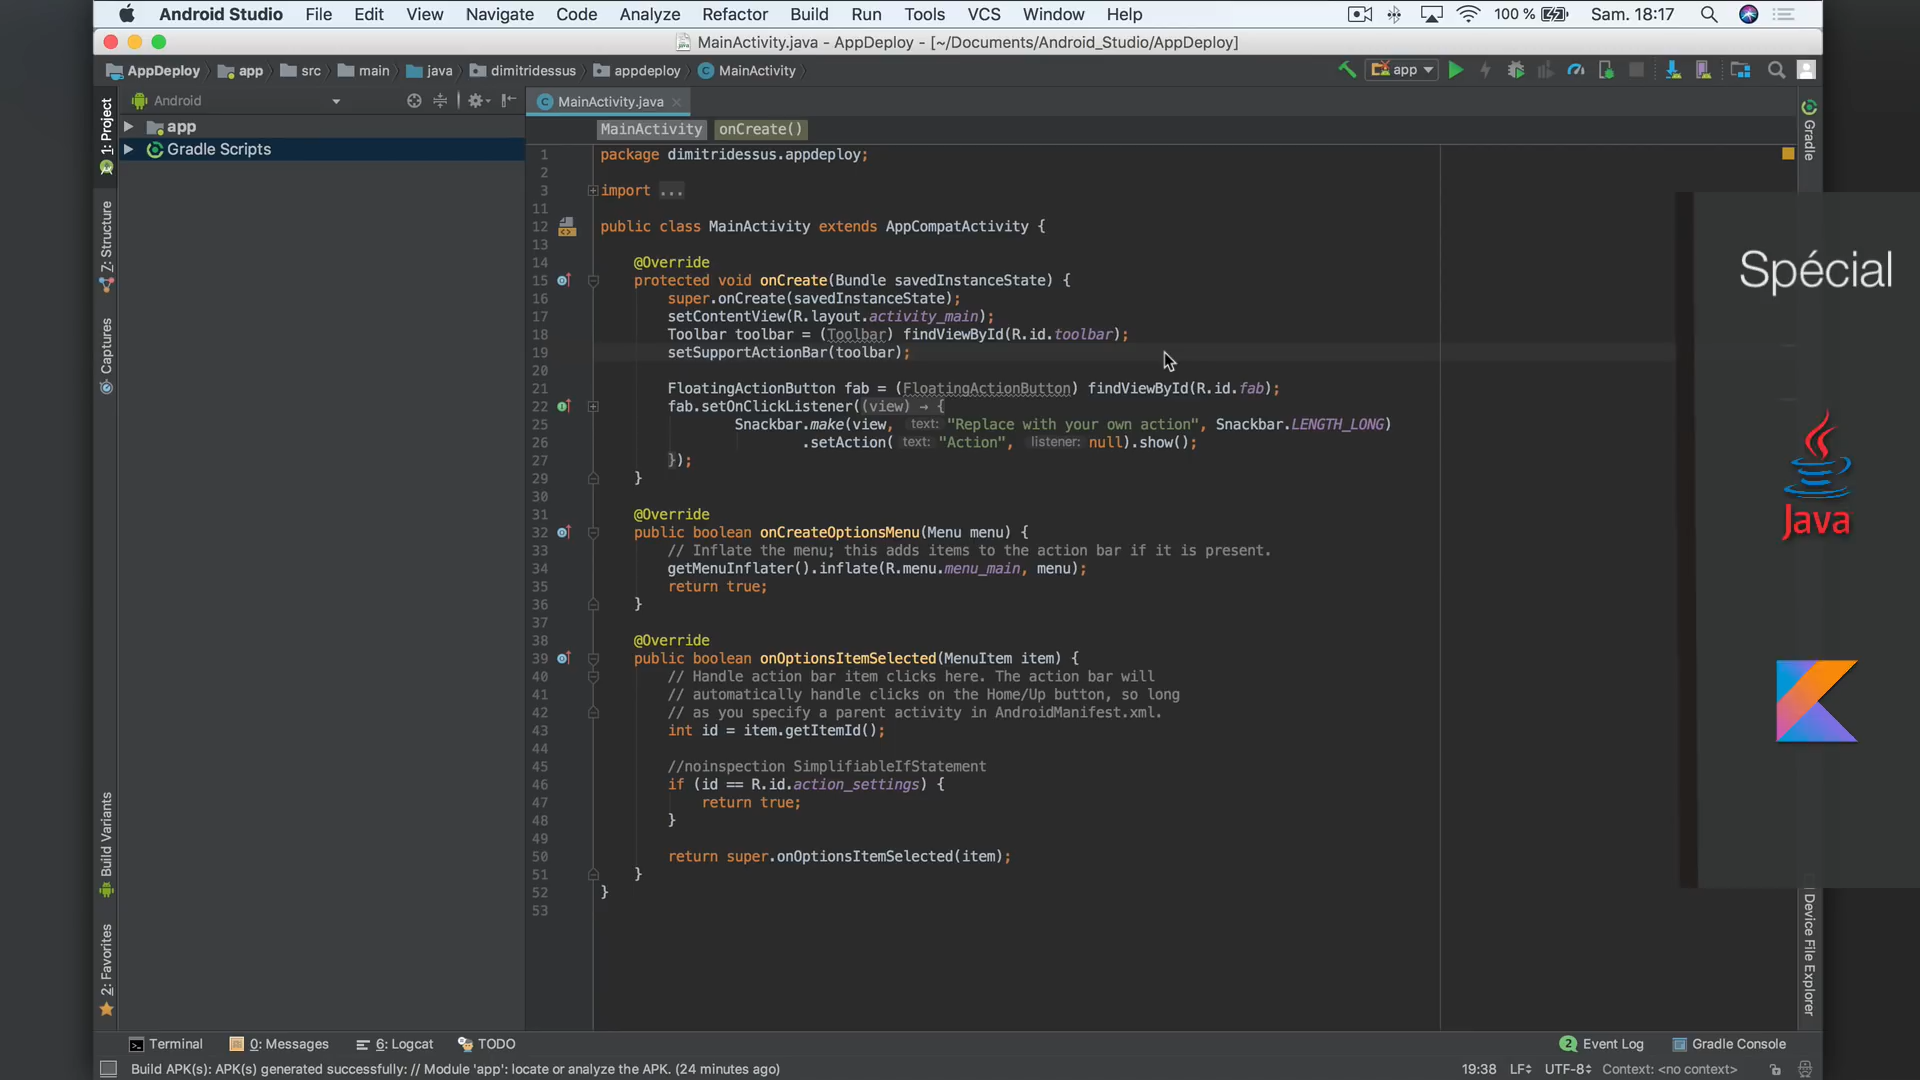 Android Studio File Edit View Navigate Code Analyze Refactor Build Run Tools VCS Window Help 100 % Sam. 18:17
MainActivity.java - AppDeploy - [~/Documents/Android_Studio/AppDeploy]
AppDeploy app src main java dimitridessus appdeploy MainActivity app
1: Project
Android
MainActivity.java
Gradle
app
Gradle Scripts
MainActivity onCreate()
1 package dimitridessus.appdeploy;
2
3 import ...
11
12 public class MainActivity extends AppCompatActivity {
13
14 @Override
15 protected void onCreate(Bundle savedInstanceState) {
16 super.onCreate(savedInstanceState);
17 setContentView(R.layout.activity_main);
18 Toolbar toolbar = (Toolbar) findViewById(R.id.toolbar);
19 setSupportActionBar(toolbar);
20
21 FloatingActionButton fab = (FloatingActionButton) findViewById(R.id.fab);
22 fab.setOnClickListener((view) → {
25 Snackbar.make(view, text: "Replace with your own action", Snackbar.LENGTH_LONG)
26 .setAction( text: "Action", listener: null).show();
27 });
29 }
30
31 @Override
32 public boolean onCreateOptionsMenu(Menu menu) {
33 // Inflate the menu; this adds items to the action bar if it is present.
34 getMenuInflater().inflate(R.menu.menu_main, menu);
35 return true;
36 }
37
38 @Override
39 public boolean onOptionsItemSelected(MenuItem item) {
40 // Handle action bar item clicks here. The action bar will
41 // automatically handle clicks on the Home/Up button, so long
42 // as you specify a parent activity in AndroidManifest.xml.
43 int id = item.getItemId();
44
45 //noinspection SimplifiableIfStatement
46 if (id == R.id.action_settings) {
47 return true;
48 }
49
50 return super.onOptionsItemSelected(item);
51 }
52 }
53
Z: Structure
Captures
Build Variants
2: Favorites
Spécial
Java
Device File Explorer
Terminal 0: Messages 6: Logcat TODO 2 Event Log Gradle Console
Build APK(s): APK(s) generated successfully: // Module 'app': locate or analyze the APK. (24 minutes ago) 19:38 LF UTF-8 Context: <no context>